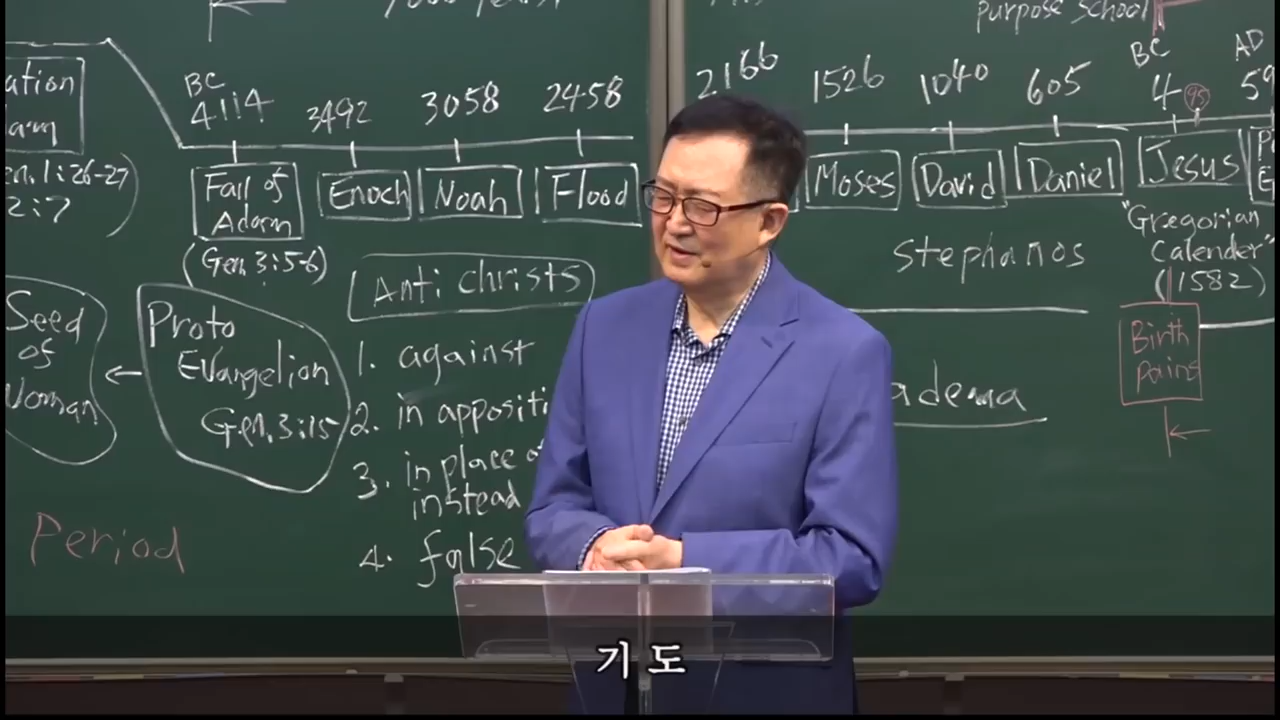 Purpose School
ation
am
en. 1:26-27
2:7
BC
4114
3492
3058
2458
2166
1526
1040
605
BC
4
95
AD
Fall of
Adam
(Gen. 3:5-6)
Enoch
Noah
Flood
Moses
David
Daniel
Jesus
Stephanos
"Gregorian
Calender"
(1582)
Anti christs
Seed
of
Woman
←
Proto
Evangelion
Gen. 3:15
1. against
2. in appositi
3. in place o
instead
4. false
adema
Birth
pains
←
Period
기도